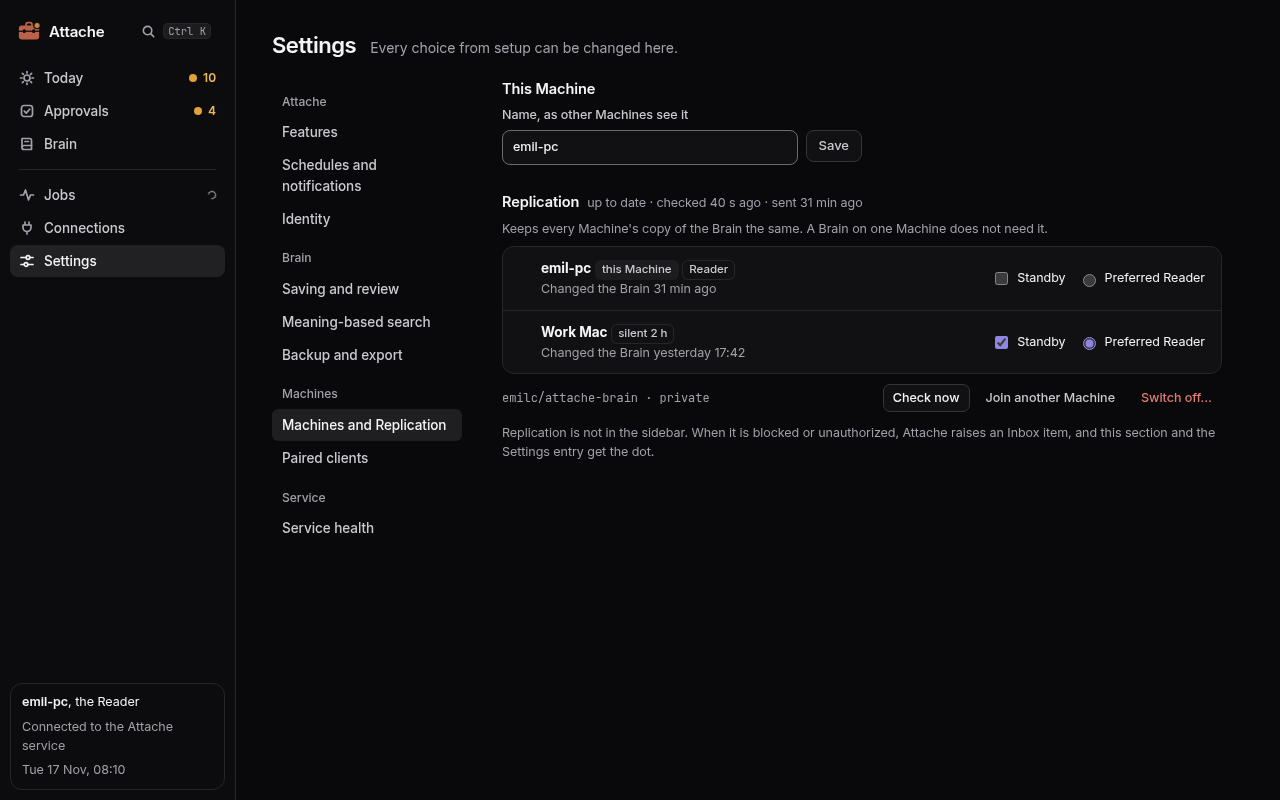 Attache
Ctrl K
Today
10
Approvals
4
Brain
Jobs
Connections
Settings
emil-pc, the Reader
Connected to the Attache
service
Tue 17 Nov, 08:10
Settings
Every choice from setup can be changed here.
Attache
Features
Schedules and
notifications
Identity
Brain
Saving and review
Meaning-based search
Backup and export
Machines
Machines and Replication
Paired clients
Service
Service health
This Machine
Name, as other Machines see it
emil-pc
Save
Replication up to date · checked 40 s ago · sent 31 min ago
Keeps every Machine's copy of the Brain the same. A Brain on one Machine does not need it.
emil-pc this Machine Reader
Changed the Brain 31 min ago
Standby Preferred Reader
Work Mac silent 2 h
Changed the Brain yesterday 17:42
Standby Preferred Reader
emilc/attache-brain · private
Check now
Join another Machine
Switch off...
Replication is not in the sidebar. When it is blocked or unauthorized, Attache raises an Inbox item, and this section and the
Settings entry get the dot.